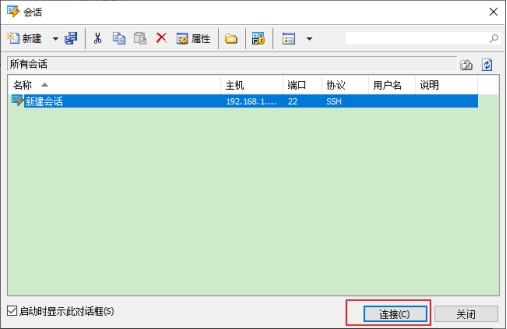 会话
新建 属性
所有会话
名称 主机 端口 协议 用户名 说明
新建会话 192.168.1.... 22 SSH
启动时显示此对话框(S) 连接(C) 关闭